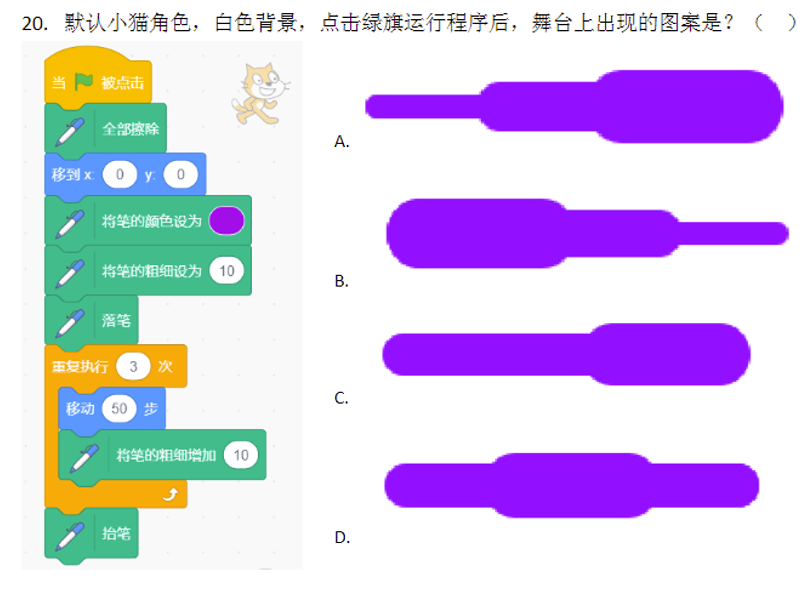 20. 默认小猫角色，白色背景，点击绿旗运行程序后，舞台上出现的图案是？（ ）
当 被点击
全部擦除
移到 x: 0 y: 0
将笔的颜色设为
将笔的粗细设为 10
落笔
重复执行 3 次
移动 50 步
将笔的粗细增加 10
抬笔
A.
B.
C.
D.